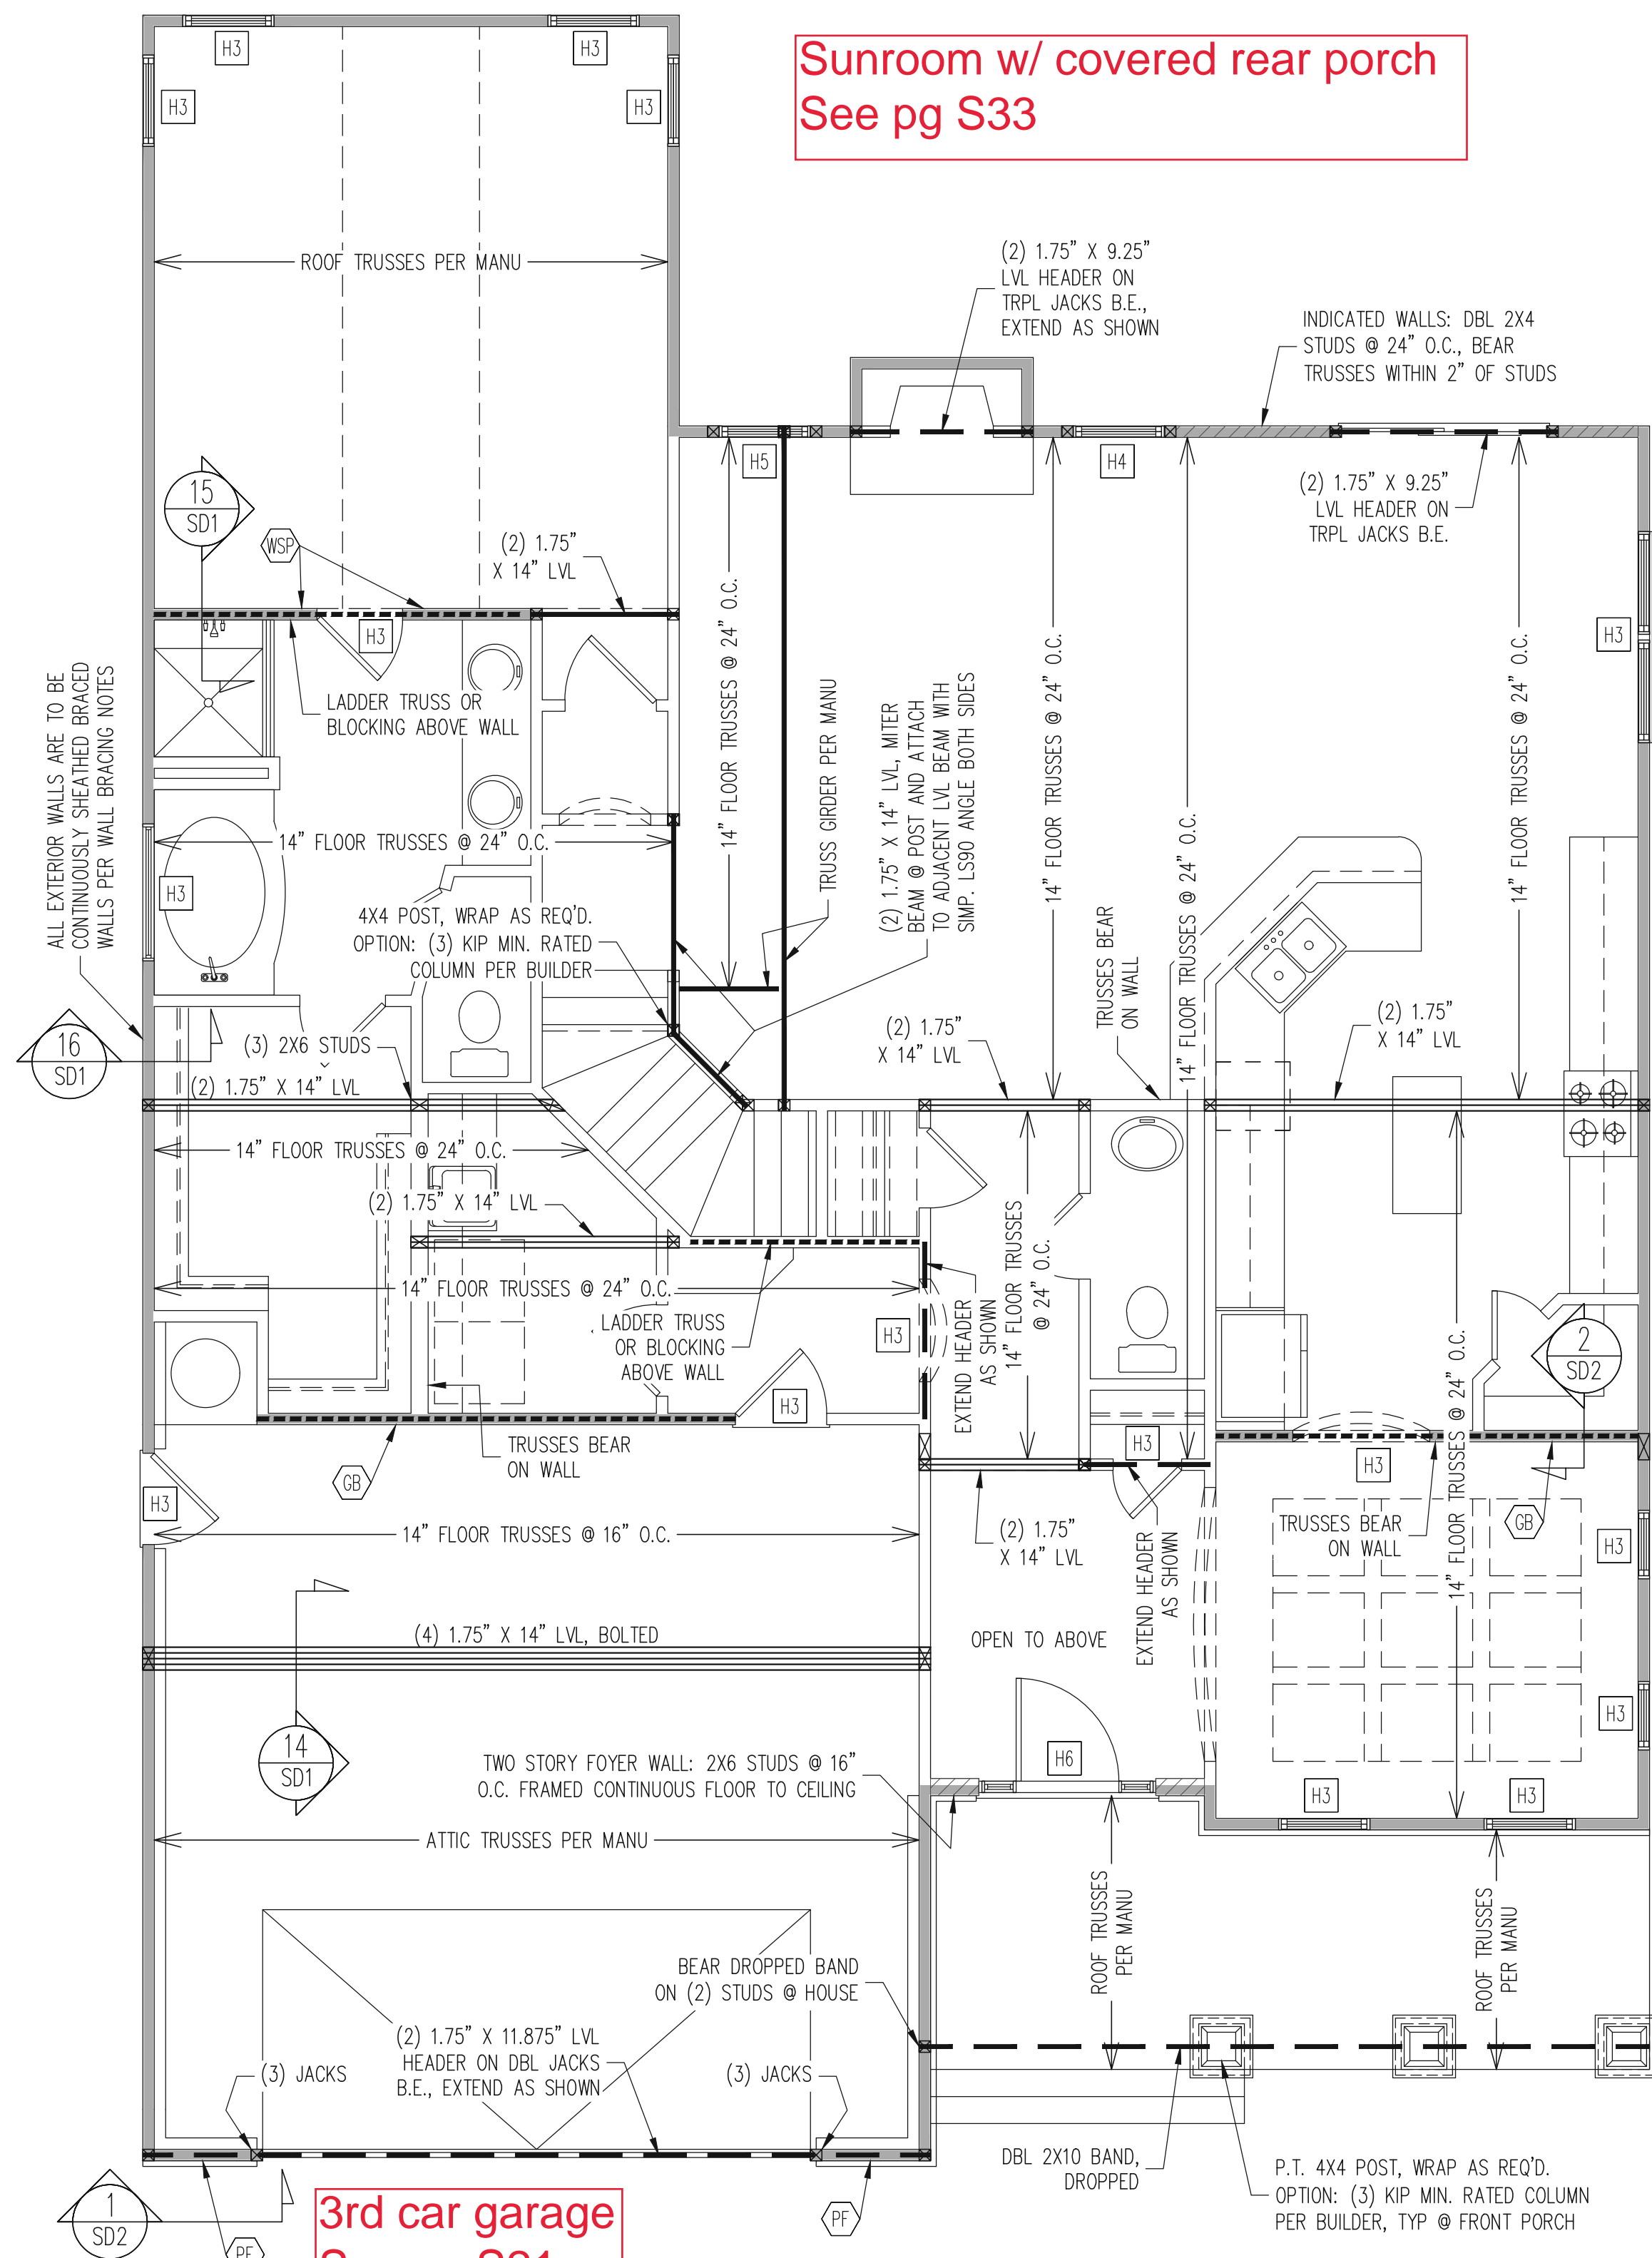 H3
H3
Sunroom w/ covered rear porch
See pg S33
H3
H3
ROOF TRUSSES PER MANU
(2) 1.75" X 9.25"
LVL HEADER ON
TRPL JACKS B.E.,
EXTEND AS SHOWN
INDICATED WALLS: DBL 2X4
STUDS @ 24" O.C., BEAR
TRUSSES WITHIN 2" OF STUDS
H5
H4
(2) 1.75" X 9.25"
LVL HEADER ON
TRPL JACKS B.E.
15
SD1
WSP
(2) 1.75"
X 14" LVL
H3
H3
LADDER TRUSS OR
BLOCKING ABOVE WALL
ALL EXTERIOR WALLS ARE TO BE
CONTINUOUSLY SHEATHED BRACED
WALLS PER WALL BRACING NOTES
14" FLOOR TRUSSES @ 24" O.C.
TRUSS GIRDER PER MANU
(2) 1.75" X 14" LVL, MITER
BEAM @ POST AND ATTACH
TO ADJACENT LVL BEAM WITH
SIMP. LS90 ANGLE BOTH SIDES
14" FLOOR TRUSSES @ 24" O.C.
14" FLOOR TRUSSES @ 24" O.C.
14" FLOOR TRUSSES @ 24" O.C.
14" FLOOR TRUSSES @ 24" O.C.
H3
4X4 POST, WRAP AS REQ'D.
OPTION: (3) KIP MIN. RATED
COLUMN PER BUILDER
TRUSSES BEAR
ON WALL
(2) 1.75"
X 14" LVL
(2) 1.75"
X 14" LVL
16
SD1
(3) 2X6 STUDS
(2) 1.75" X 14" LVL
14" FLOOR TRUSSES @ 24" O.C.
(2) 1.75" X 14" LVL
14" FLOOR TRUSSES @ 24" O.C.
LADDER TRUSS
OR BLOCKING
ABOVE WALL
H3
EXTEND HEADER
AS SHOWN
14" FLOOR TRUSSES
@ 24" O.C.
2
SD2
H3
TRUSSES BEAR
ON WALL
GB
H3
H3
14" FLOOR TRUSSES @ 24" O.C.
H3
14" FLOOR TRUSSES @ 16" O.C.
(2) 1.75"
X 14" LVL
EXTEND HEADER
AS SHOWN
TRUSSES BEAR
ON WALL
GB
H3
(4) 1.75" X 14" LVL, BOLTED
OPEN TO ABOVE
H3
14
SD1
TWO STORY FOYER WALL: 2X6 STUDS @ 16"
O.C. FRAMED CONTINUOUS FLOOR TO CEILING
H6
H3
H3
ATTIC TRUSSES PER MANU
ROOF TRUSSES
PER MANU
ROOF TRUSSES
PER MANU
BEAR DROPPED BAND
ON (2) STUDS @ HOUSE
(3) JACKS
(2) 1.75" X 11.875" LVL
HEADER ON DBL JACKS
B.E., EXTEND AS SHOWN
(3) JACKS
DBL 2X10 BAND,
DROPPED
P.T. 4X4 POST, WRAP AS REQ'D.
OPTION: (3) KIP MIN. RATED COLUMN
PER BUILDER, TYP @ FRONT PORCH
1
SD2
PF
PF
3rd car garage